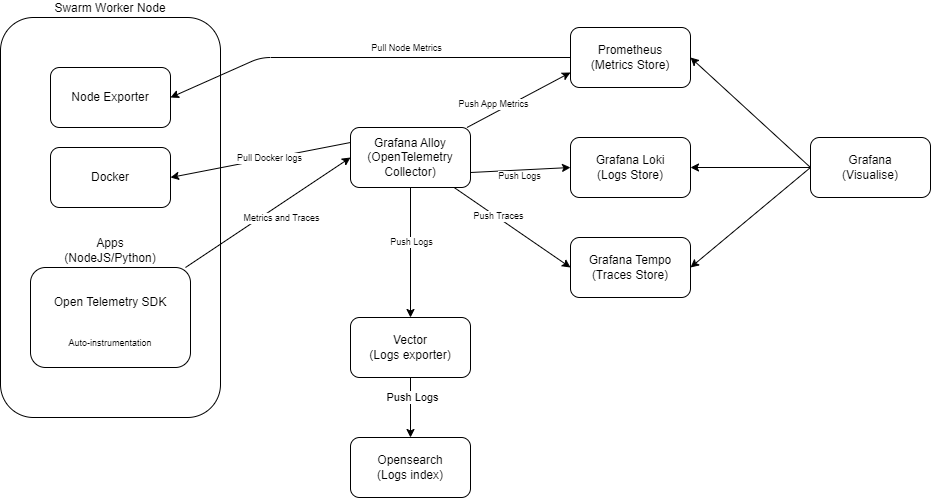 Swarm Worker Node
Node Exporter
Docker
Apps
(NodeJS/Python)
Open Telemetry SDK
Auto-instrumentation
Pull Node Metrics
Pull Docker logs
Metrics and Traces
Grafana Alloy
(OpenTelemetry
Collector)
Push App Metrics
Push Logs
Push Traces
Push Logs
Vector
(Logs exporter)
Push Logs
Opensearch
(Logs index)
Prometheus
(Metrics Store)
Grafana Loki
(Logs Store)
Grafana Tempo
(Traces Store)
Grafana
(Visualise)